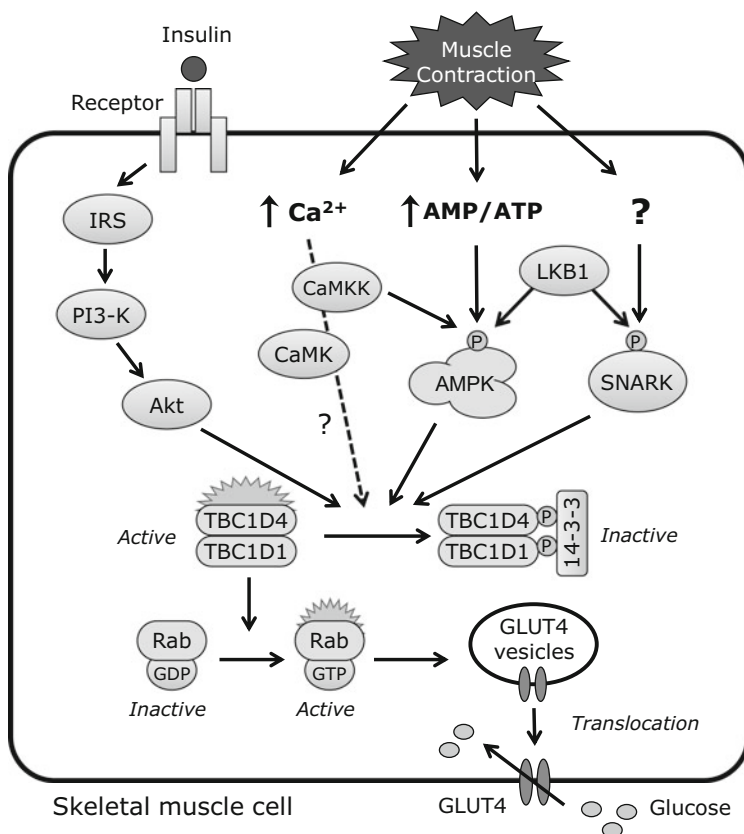 Insulin
Muscle
Contraction
Receptor
↑ Ca²⁺
↑ AMP/ATP
?
IRS
LKB1
CaMKK
PI3-K
P
P
CaMK
AMPK
SNARK
Akt
?
TBC1D4
TBC1D1
Active
TBC1D4
TBC1D1
P
P
14-3-3
Inactive
Rab
GDP
Inactive
Rab
GTP
Active
GLUT4
vesicles
Translocation
Skeletal muscle cell
GLUT4
Glucose